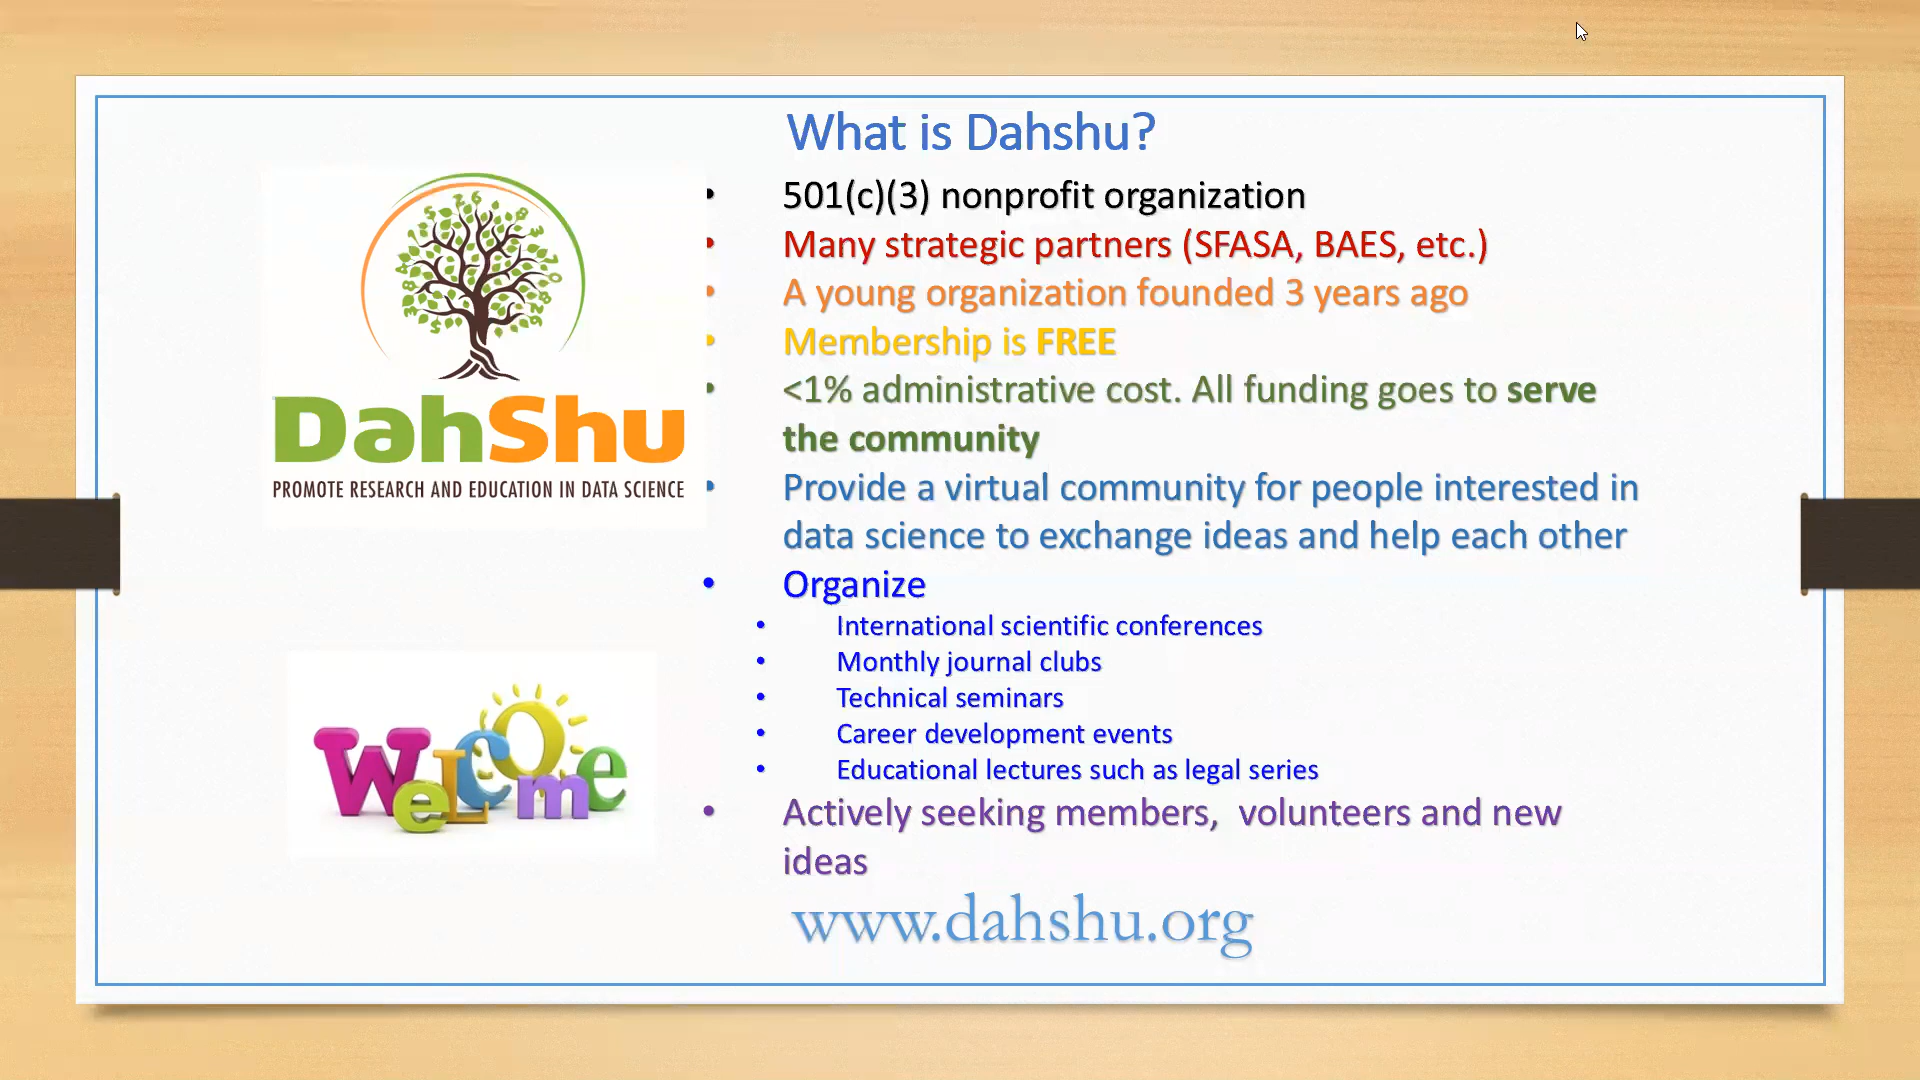 What is Dahshu?
• 501(c)(3) nonprofit organization
• Many strategic partners (SFASA, BAES, etc.)
• A young organization founded 3 years ago
• Membership is FREE
• <1% administrative cost. All funding goes to serve
the community
• Provide a virtual community for people interested in
data science to exchange ideas and help each other
• Organize
• International scientific conferences
• Monthly journal clubs
• Technical seminars
• Career development events
• Educational lectures such as legal series
• Actively seeking members,  volunteers and new
ideas
www.dahshu.org
DahShu
PROMOTE RESEARCH AND EDUCATION IN DATA SCIENCE
WeLCOme